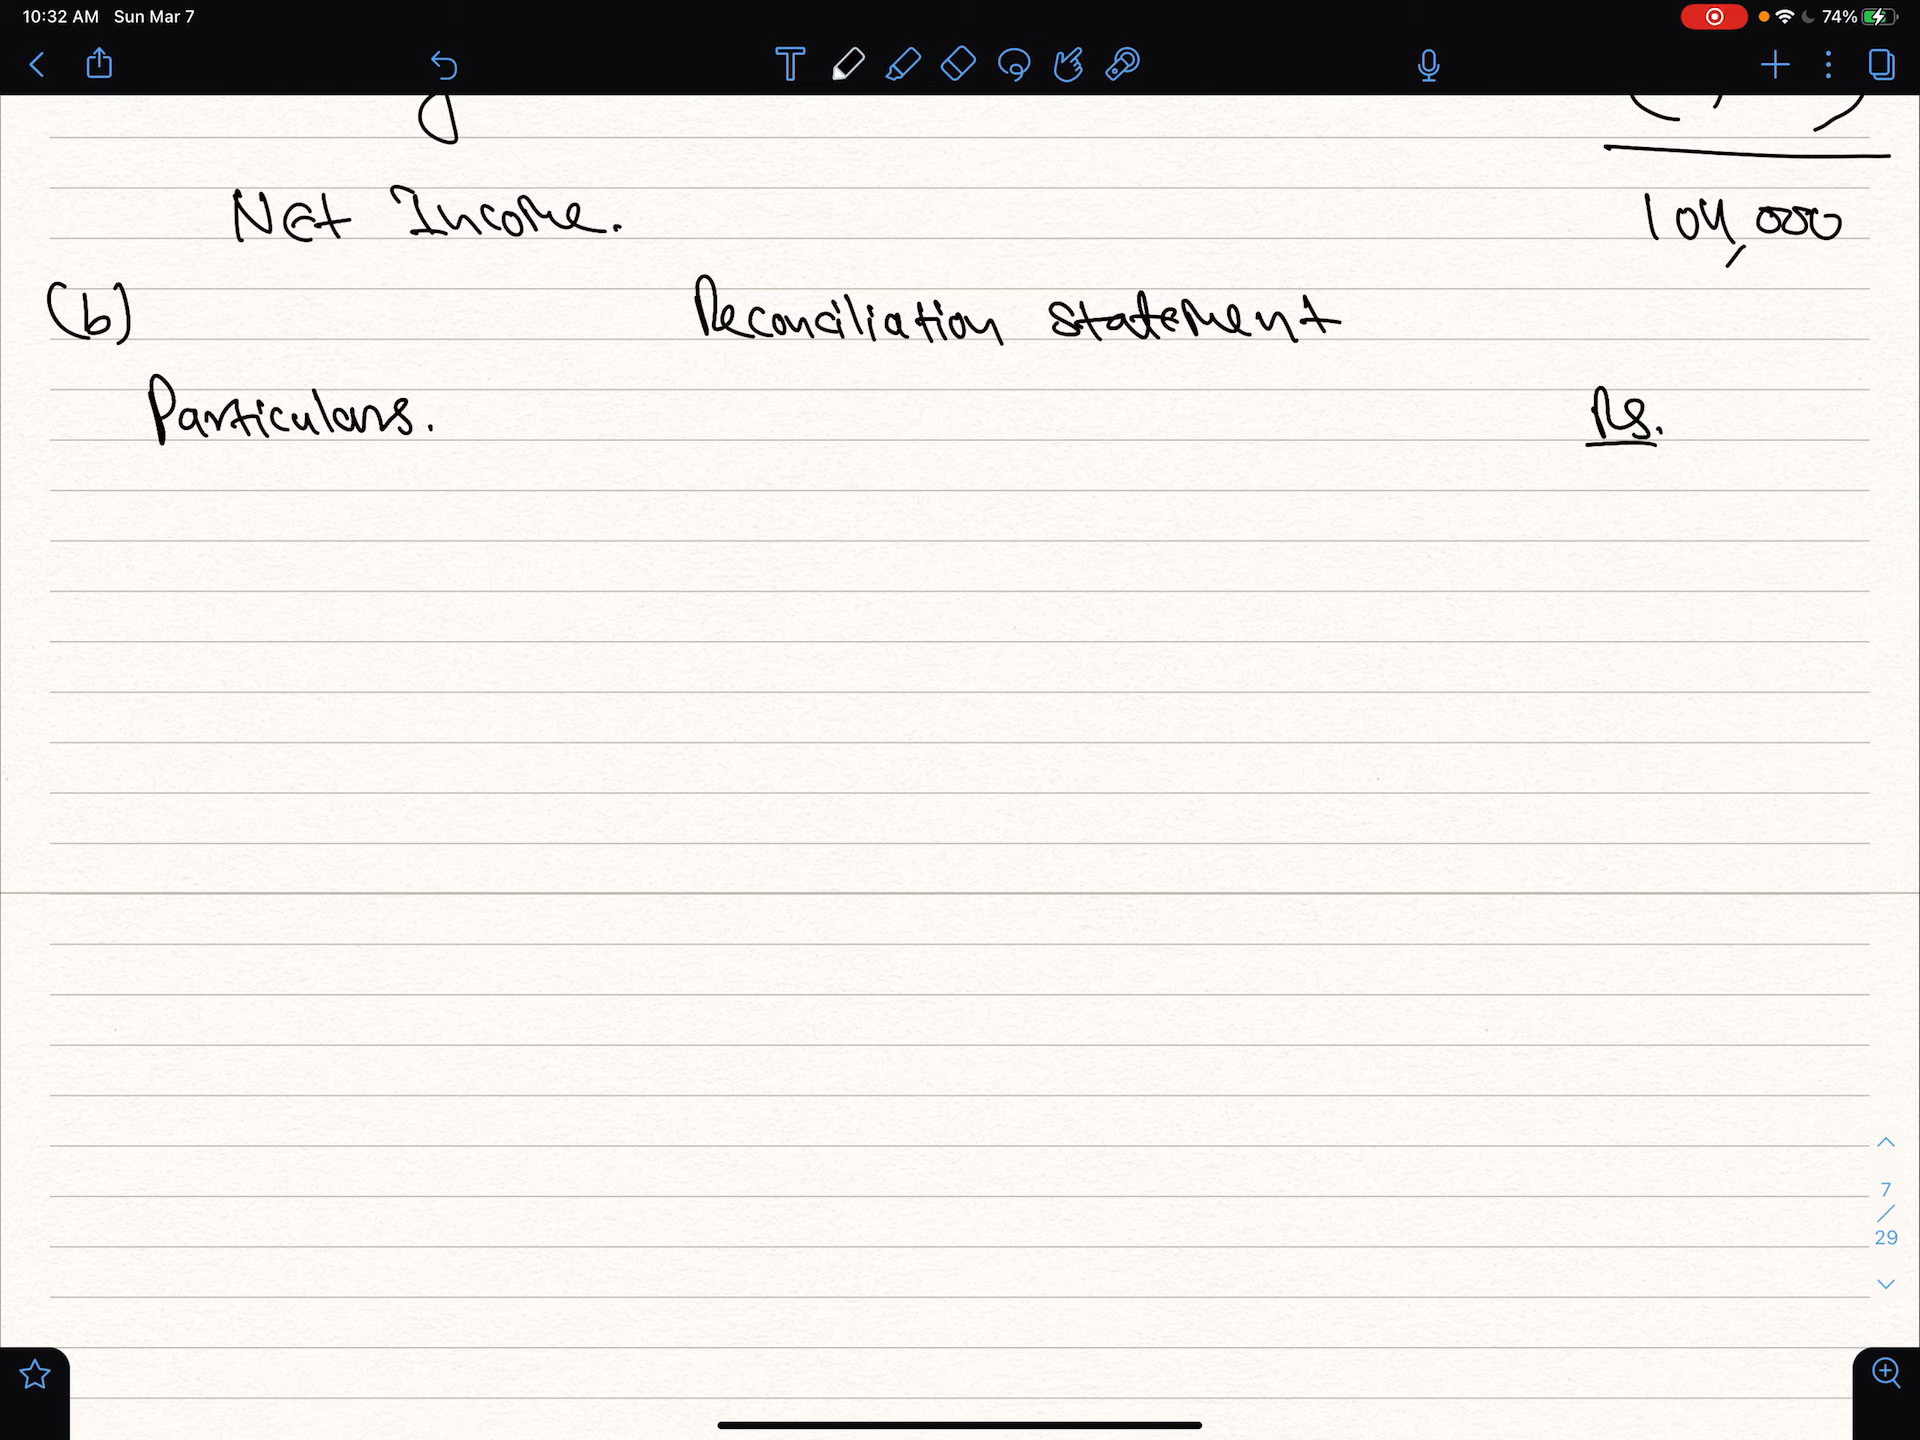 10:32 AM Sun Mar 7
74%
T
Net Income. 104,000
(b) Reconciliation statement
Particulars. Rs.
7
/
29